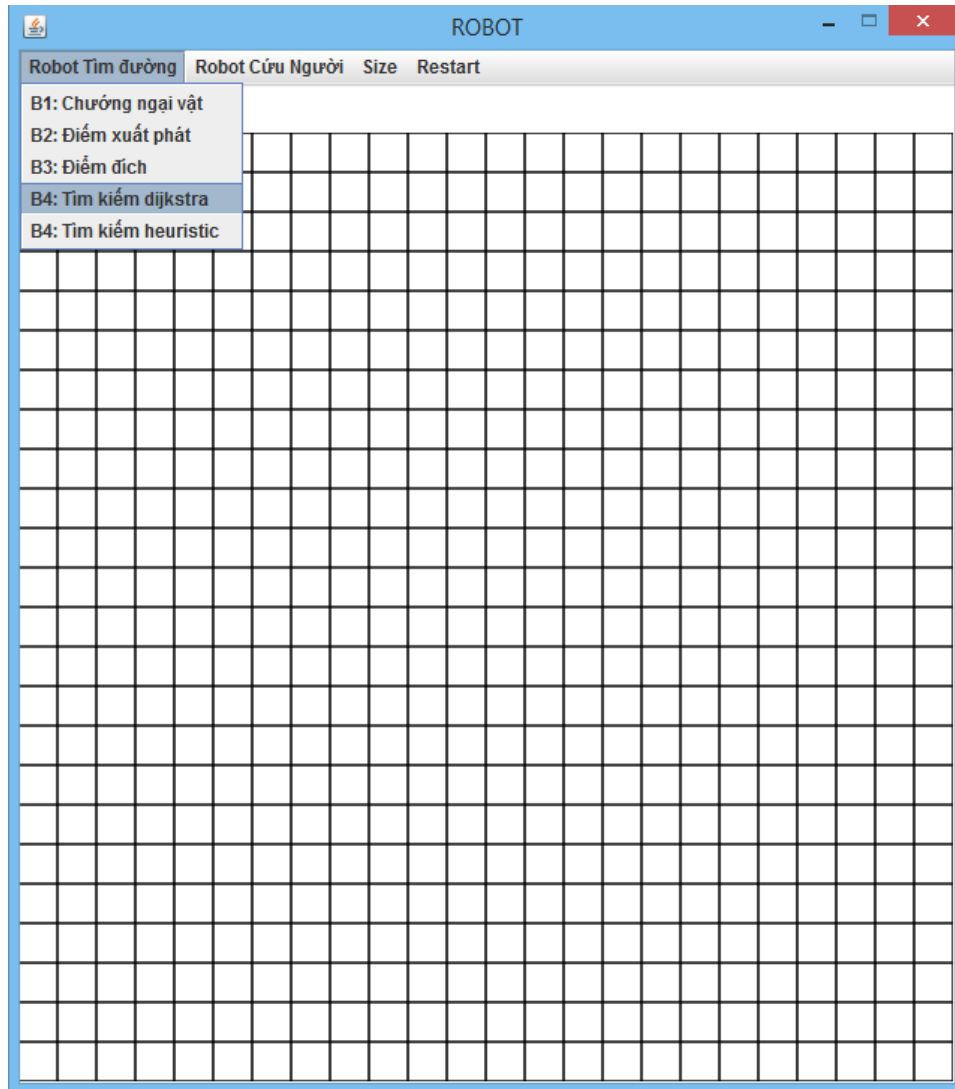 ROBOT
Robot Tìm đường Robot Cứu Người Size Restart
B1: Chướng ngại vật
B2: Điểm xuất phát
B3: Điểm đích
B4: Tìm kiếm dijkstra
B4: Tìm kiếm heuristic